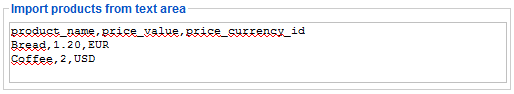 Import products from text area
product_name,price_value,price_currency_id
Bread,1.20,EUR
Coffee,2,USD